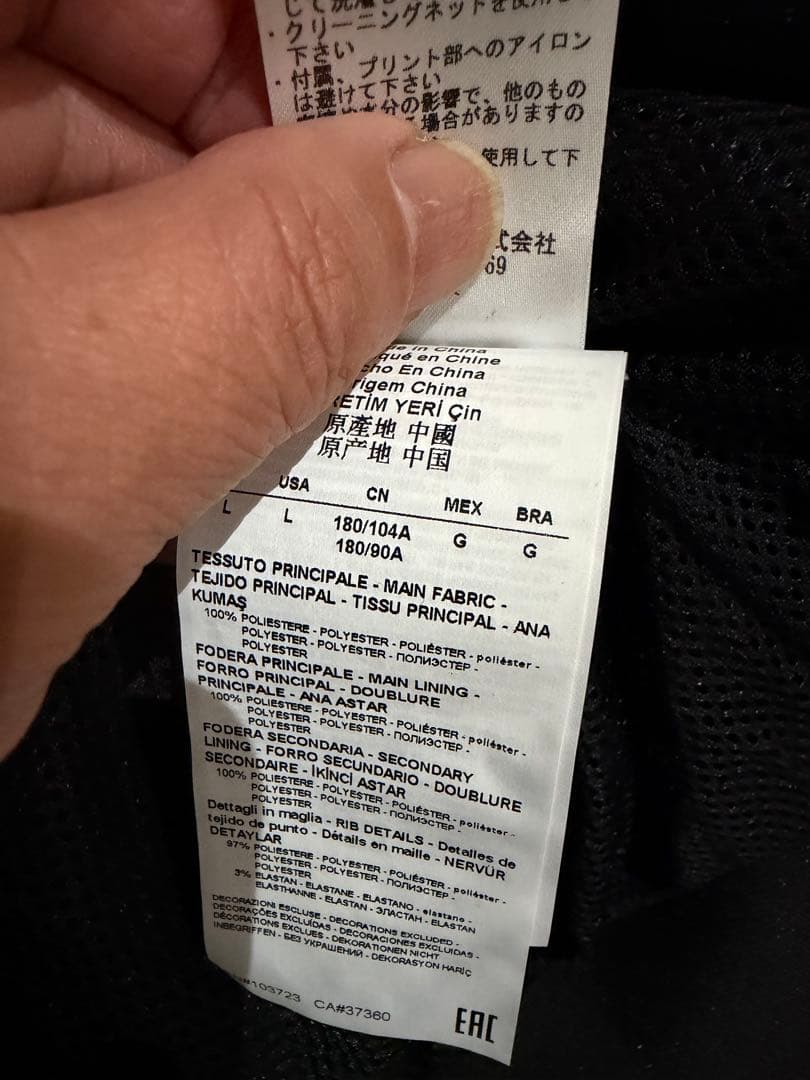 ・クリーニングネットを使用し
下さい
・付属、プリント部へのアイロン
は避けて下さい
分の影響で、他のもの
場合がありますの
使用して下
式会社
69
in China
qué en Chine
cho En China
rigem China
ETİM YERİ Çin
原產地 中國
原产地 中国
USA CN MEX BRA
L L 180/104A G G
180/90A
TESSUTO PRINCIPALE - MAIN FABRIC -
TEJIDO PRINCIPAL - TISSU PRINCIPAL - ANA
KUMAŞ
100% POLIESTERE - POLYESTER - POLIÉSTER - poliéster -
POLYESTER - POLYESTER - ПОЛИЭСТЕР -
POLYESTER
FODERA PRINCIPALE - MAIN LINING -
FORRO PRINCIPAL - DOUBLURE
PRINCIPALE - ANA ASTAR
100% POLIESTERE - POLYESTER - POLIÉSTER - poliéster -
POLYESTER - POLYESTER - ПОЛИЭСТЕР -
POLYESTER
FODERA SECONDARIA - SECONDARY
LINING - FORRO SECUNDARIO - DOUBLURE
SECONDAIRE - İKİNCİ ASTAR
100% POLIESTERE - POLYESTER - POLIÉSTER - poliéster -
POLYESTER - POLYESTER - ПОЛИЭСТЕР -
POLYESTER
Dettagli in maglia - RIB DETAILS - Detalles de
tejido de punto - Détails en maille - NERVÜR
DETAYLAR
97% POLIESTERE - POLYESTER - POLIÉSTER - poliéster -
POLYESTER - POLYESTER - ПОЛИЭСТЕР -
POLYESTER
3% ELASTAN - ELASTANE - ELASTANO - elastano -
ELASTHANNE - ELASTAN - ЭЛАСТАН - ELASTAN
DECORAZIONI ESCLUSE - DECORATIONS EXCLUDED -
DECORAÇÕES EXCLUÍDAS - DECORACIONES EXCLUIDAS -
DÉCORATIONS EXCLUES - DEKORATIONEN NICHT
INBEGRIFFEN - БЕЗ УКРАШЕНИЙ - DEKORASYON HARİÇ
#103723 CA#37360
EAC